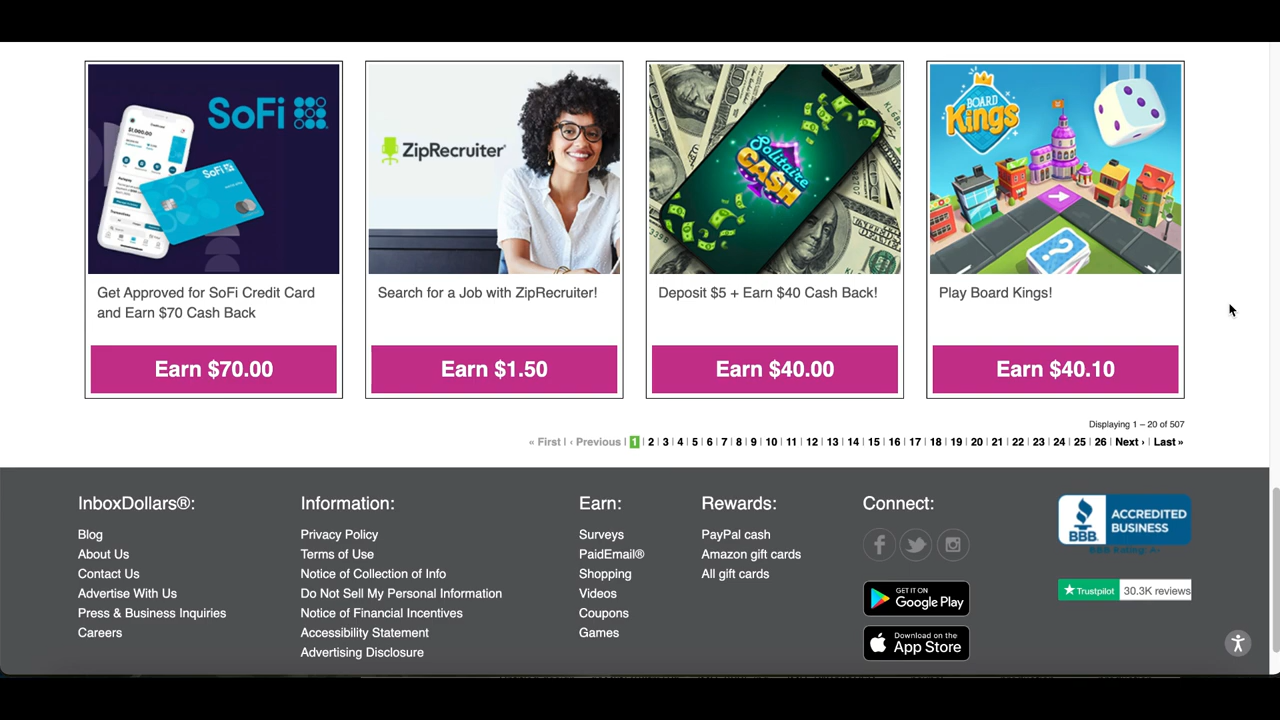 SoFi
$1,000.00
SoFi
ZipRecruiter
Solitaire
CASH
BOARD
Kings
?
Get Approved for SoFi Credit Card
and Earn $70 Cash Back
Search for a Job with ZipRecruiter!
Deposit $5 + Earn $40 Cash Back!
Play Board Kings!
Earn $70.00
Earn $1.50
Earn $40.00
Earn $40.10
Displaying 1 – 20 of 507
« First | ‹ Previous | 1 | 2 | 3 | 4 | 5 | 6 | 7 | 8 | 9 | 10 | 11 | 12 | 13 | 14 | 15 | 16 | 17 | 18 | 19 | 20 | 21 | 22 | 23 | 24 | 25 | 26 | Next › | Last »
InboxDollars®:
Blog
About Us
Contact Us
Advertise With Us
Press & Business Inquiries
Careers
Information:
Privacy Policy
Terms of Use
Notice of Collection of Info
Do Not Sell My Personal Information
Notice of Financial Incentives
Accessibility Statement
Advertising Disclosure
Earn:
Surveys
PaidEmail®
Shopping
Videos
Coupons
Games
Rewards:
PayPal cash
Amazon gift cards
All gift cards
Connect:
GET IT ON
Google Play
Download on the
App Store
BBB
ACCREDITED
BUSINESS
BBB Rating: A-
Trustpilot 30.3K reviews